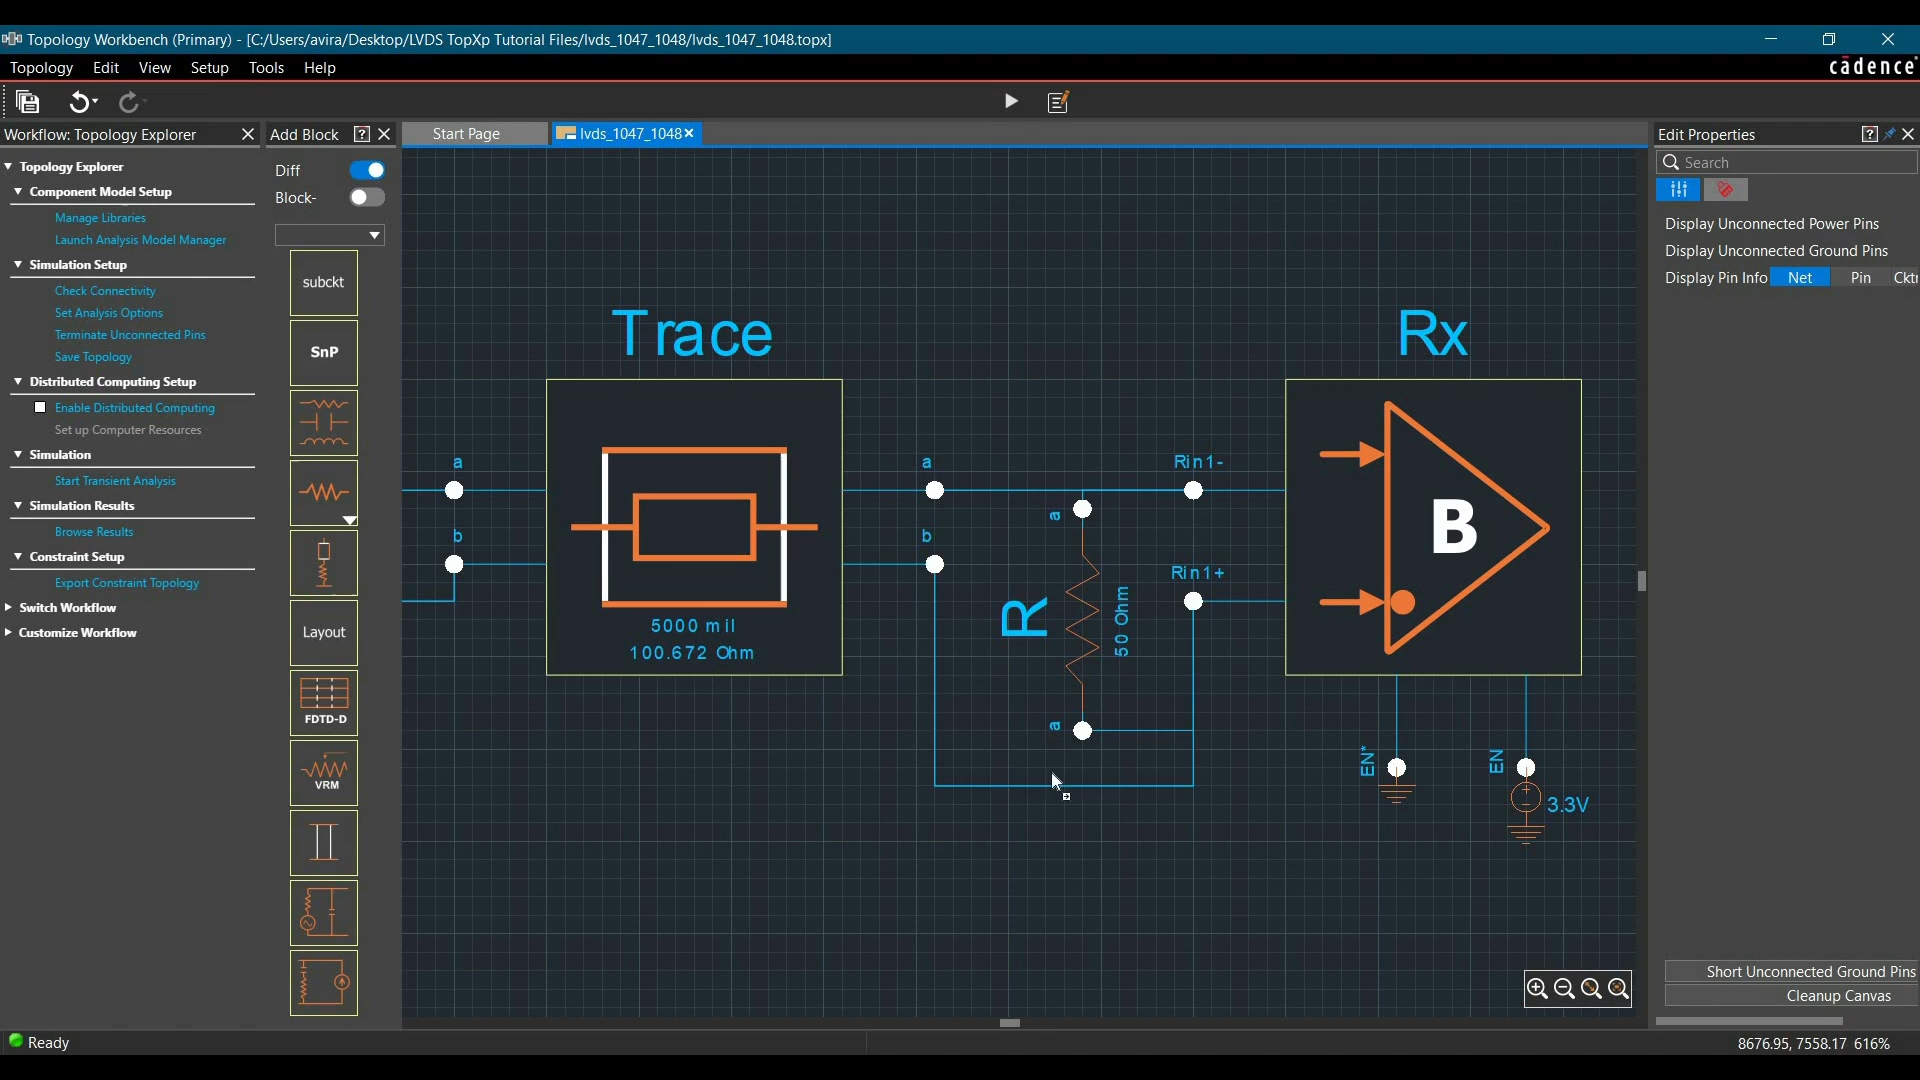 Topology Workbench (Primary) - [C:/Users/avira/Desktop/LVDS TopXp Tutorial Files/lvds_1047_1048/lvds_1047_1048.topx]
Topology Edit View Setup Tools Help
cādence
Workflow: Topology Explorer
Add Block
Start Page
lvds_1047_1048
Edit Properties
Topology Explorer
Component Model Setup
Manage Libraries
Launch Analysis Model Manager
Simulation Setup
Check Connectivity
Set Analysis Options
Terminate Unconnected Pins
Save Topology
Distributed Computing Setup
Enable Distributed Computing
Set up Computer Resources
Simulation
Start Transient Analysis
Simulation Results
Browse Results
Constraint Setup
Export Constraint Topology
Switch Workflow
Customize Workflow
Diff
Block-
subckt
SnP
Layout
FDTD-D
VRM
Trace
a
b
5000 mil
100.672 Ohm
a
b
a
R
50 Ohm
a
Rin1-
Rin1+
Rx
B
EN*
EN
+
3.3V
Search
Display Unconnected Power Pins
Display Unconnected Ground Pins
Display Pin Info Net Pin Cktn
Short Unconnected Ground Pins
Cleanup Canvas
Ready
8676.95, 7558.17 616%